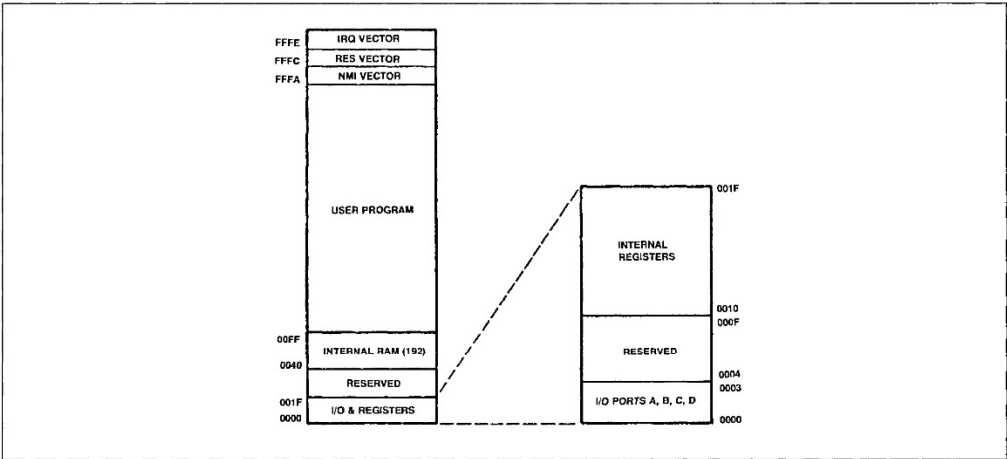 FFFE IRQ VECTOR
FFFC RES VECTOR
FFFA NMI VECTOR
USER PROGRAM
00FF
INTERNAL RAM (192)
0040
RESERVED
001F
I/O & REGISTERS
0000
001F
INTERNAL
REGISTERS
0010
000F
RESERVED
0004
0003
I/O PORTS A, B, C, D
0000